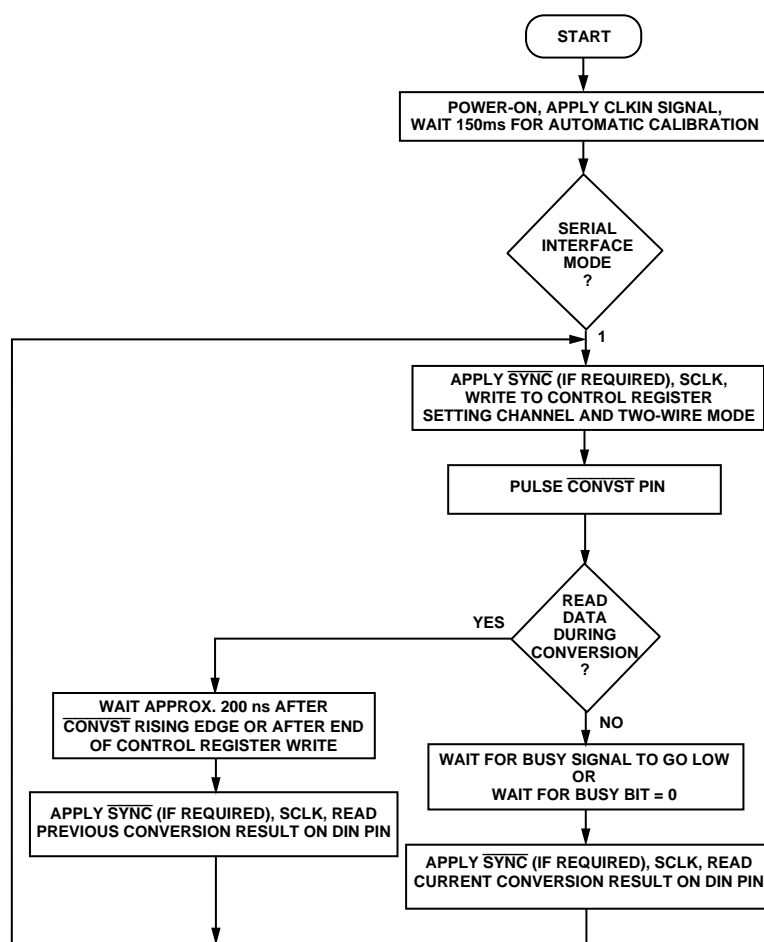 START
POWER-ON, APPLY CLKIN SIGNAL,
WAIT 150ms FOR AUTOMATIC CALIBRATION
SERIAL
INTERFACE
MODE
?
1
APPLY SYNC (IF REQUIRED), SCLK,
WRITE TO CONTROL REGISTER
SETTING CHANNEL AND TWO-WIRE MODE
PULSE CONVST PIN
READ
DATA
DURING
CONVERSION
?
YES
NO
WAIT APPROX. 200 ns AFTER
CONVST RISING EDGE OR AFTER END
OF CONTROL REGISTER WRITE
APPLY SYNC (IF REQUIRED), SCLK, READ
PREVIOUS CONVERSION RESULT ON DIN PIN
WAIT FOR BUSY SIGNAL TO GO LOW
OR
WAIT FOR BUSY BIT = 0
APPLY SYNC (IF REQUIRED), SCLK, READ
CURRENT CONVERSION RESULT ON DIN PIN